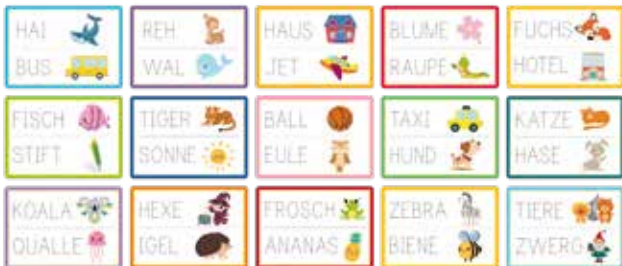 HAI
BUS
REH
WAL
HAUS
JET
BLUME
RAUPE
FUCHS
HOTEL
FISCH
STIFT
TIGER
SONNE
BALL
EULE
TAXI
HUND
KATZE
HASE
KOALA
QUALLE
HEXE
IGEL
FROSCH
ANANAS
ZEBRA
BIENE
TIERE
ZWERG